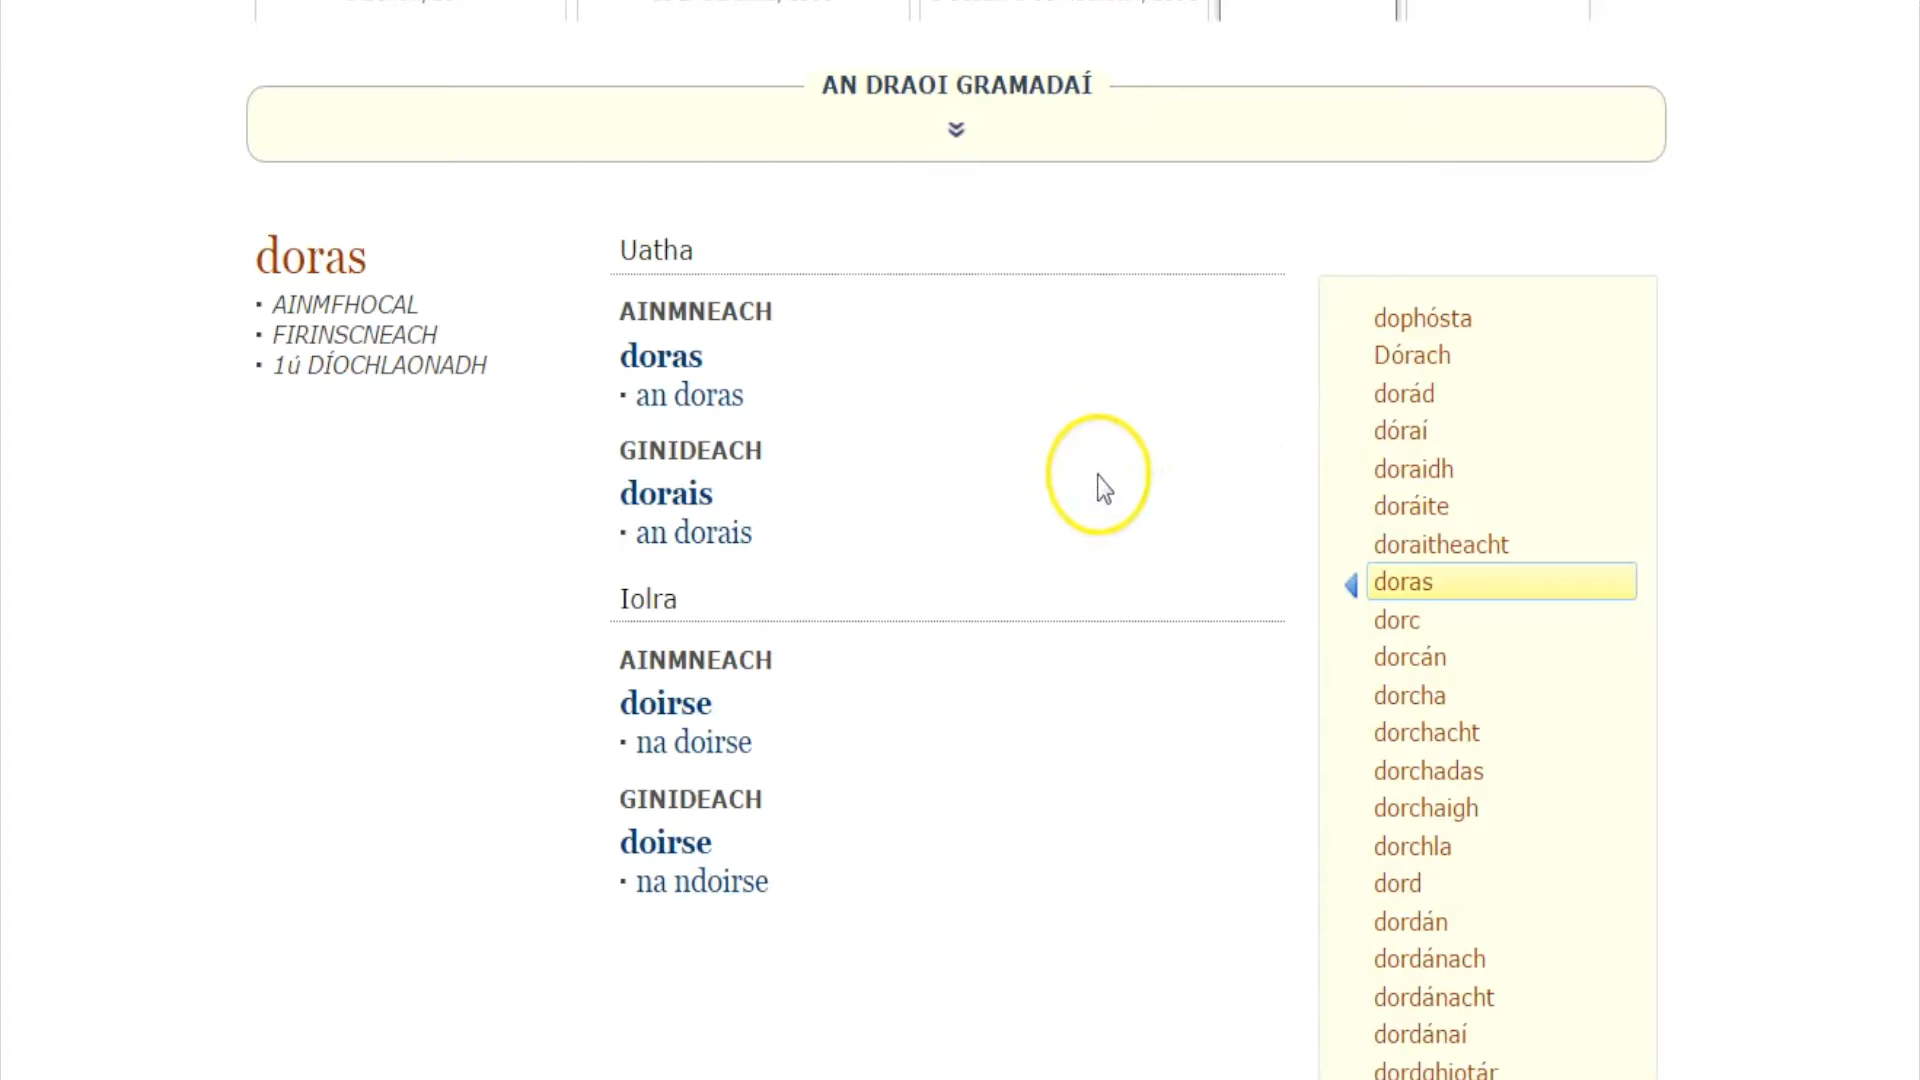 AN DRAOI GRAMADAÍ
doras
· AINMFHOCAL
· FIRINSCNEACH
· 1ú DÍOCHLAONADH
Uatha
AINMNEACH
doras
· an doras
GINIDEACH
dorais
· an dorais
Iolra
AINMNEACH
doirse
· na doirse
GINIDEACH
doirse
· na ndoirse
dophósta
Dórach
dorád
dóraí
doraidh
doráite
doraitheacht
doras
dorc
dorcán
dorcha
dorchacht
dorchadas
dorchaigh
dorchla
dord
dordán
dordánach
dordánacht
dordánaí
dordghiotár